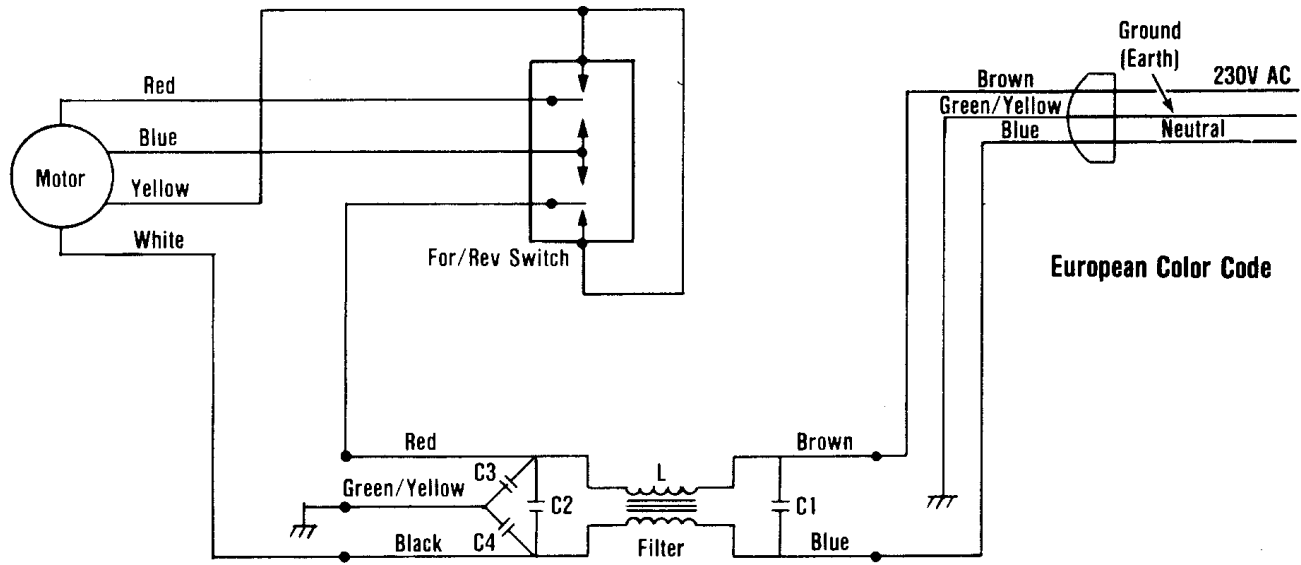 Ground
(Earth)
Brown
230V AC
Red
Green/Yellow
Blue
Neutral
Blue
Motor
Yellow
White
For/Rev Switch
European Color Code
Red
Brown
C3
L
Green/Yellow
C2
C1
C4
Black
Filter
Blue